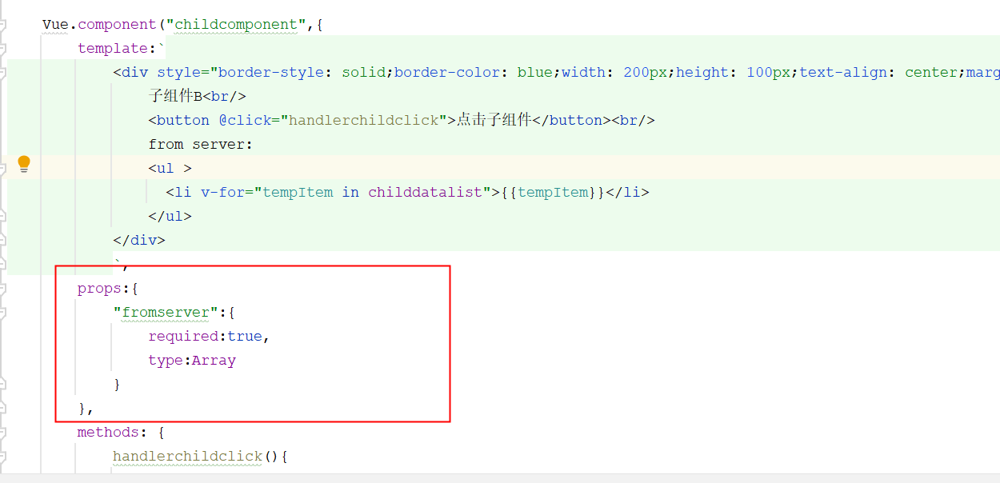 Vue.component("childcomponent",{
template:`
<div style="border-style: solid;border-color: blue;width: 200px;height: 100px;text-align: center;marg
子组件B<br/>
<button @click="handlerchildclick">点击子组件</button><br/>
from server:
<ul >
<li v-for="tempItem in childdatalist">{{tempItem}}</li>
</ul>
</div>
`,
props:{
"fromserver":{
required:true,
type:Array
}
},
methods: {
handlerchildclick(){